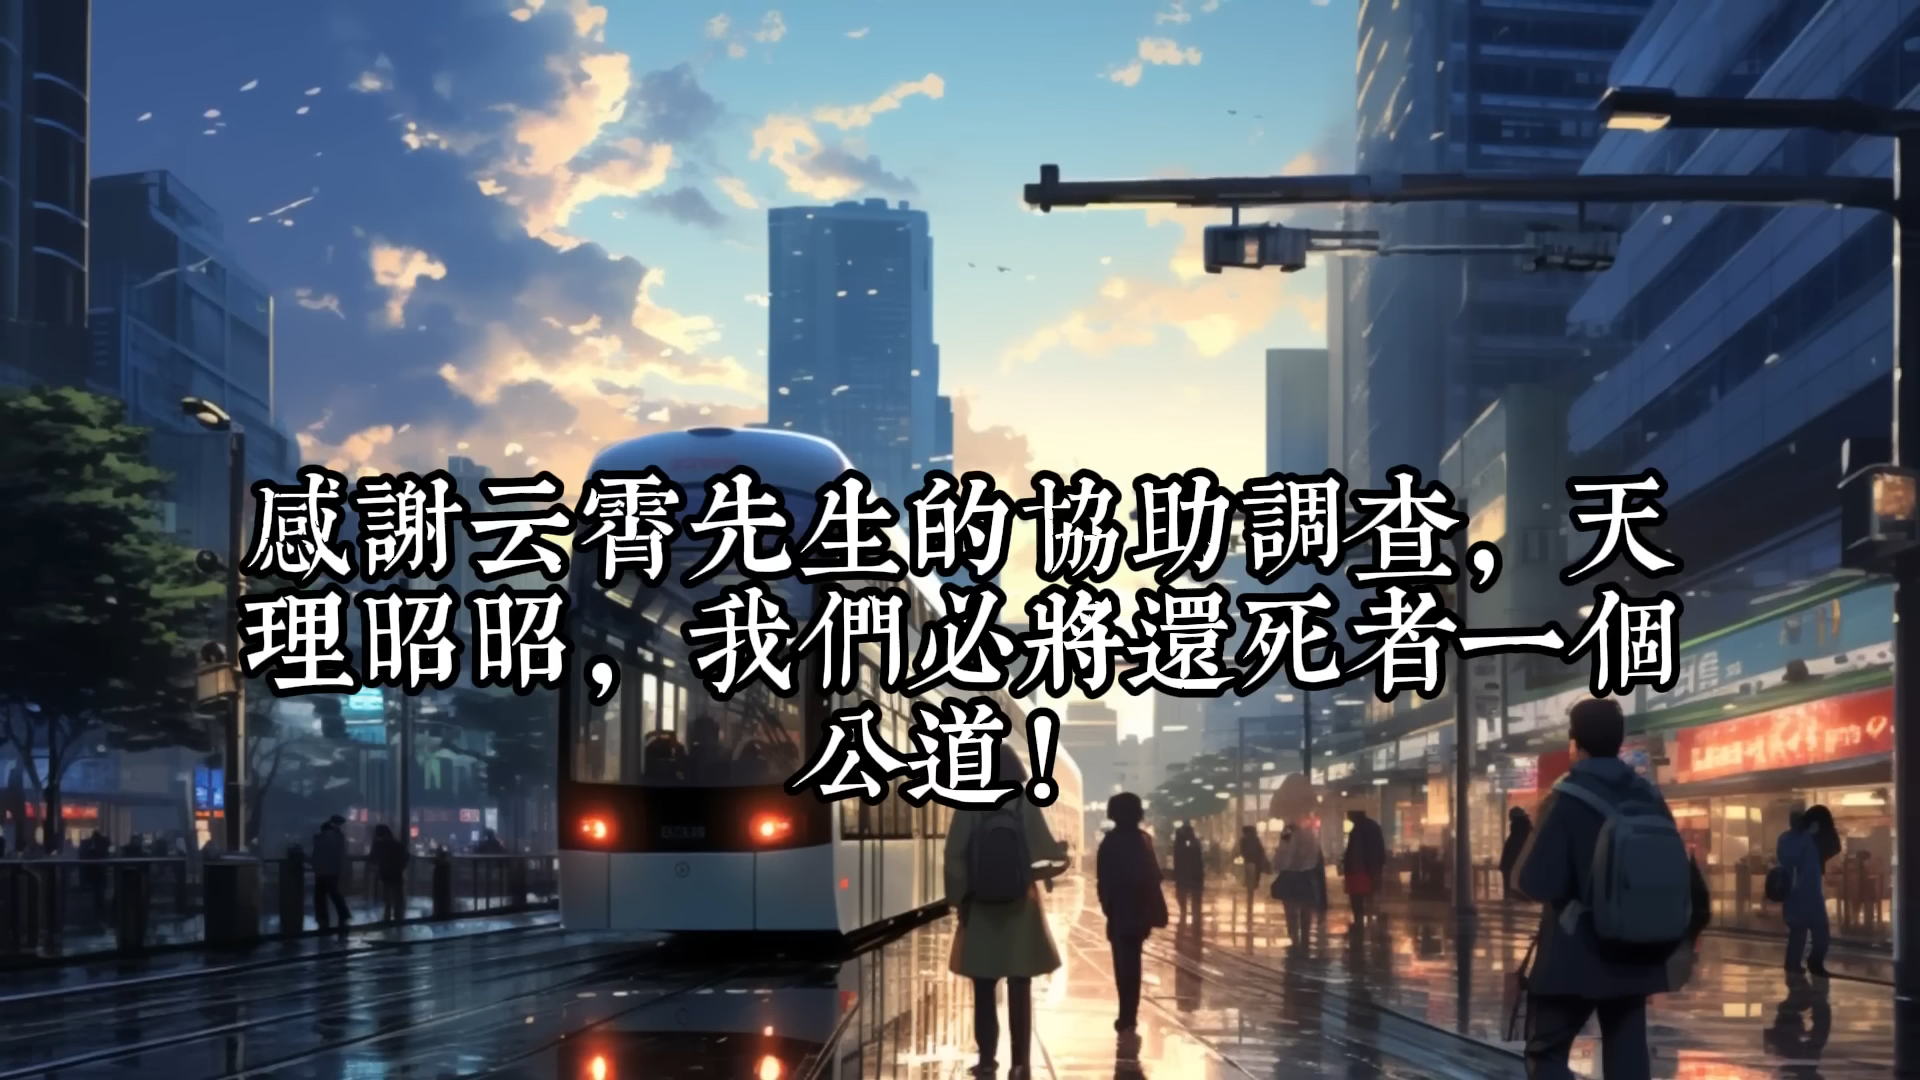 感謝云霄先生的協助調查，天
理昭昭，我們必將還死者一個
公道！